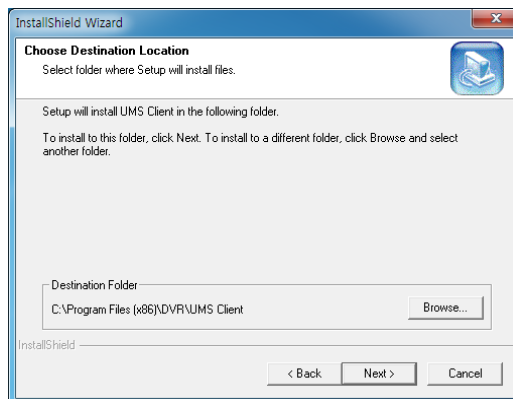 InstallShield Wizard
Choose Destination Location
Select folder where Setup will install files.
Setup will install UMS Client in the following folder.
To install to this folder, click Next. To install to a different folder, click Browse and select
another folder.
Destination Folder
C:\Program Files (x86)\DVR\UMS Client
Browse...
InstallShield
< Back
Next >
Cancel